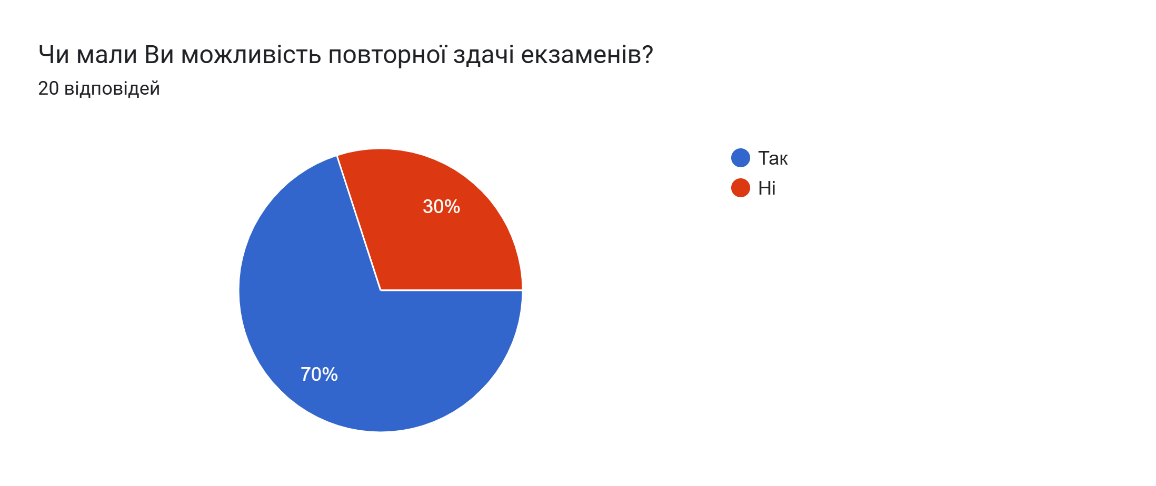 Чи мали Ви можливість повторної здачі екзаменів?
20 відповідей
Так
Ні
30%
70%